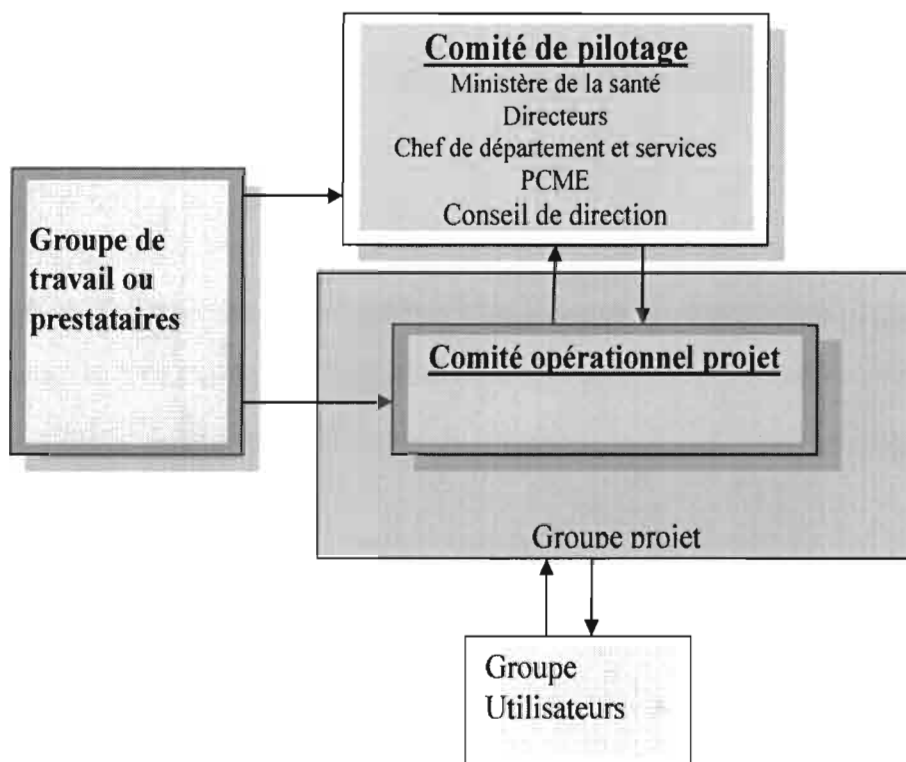 Comité de pilotage
Ministère de la santé
Directeurs
Chef de département et services
PCME
Conseil de direction
Groupe de
travail ou
prestataires
Comité opérationnel projet
Groupe projet
Groupe
Utilisateurs